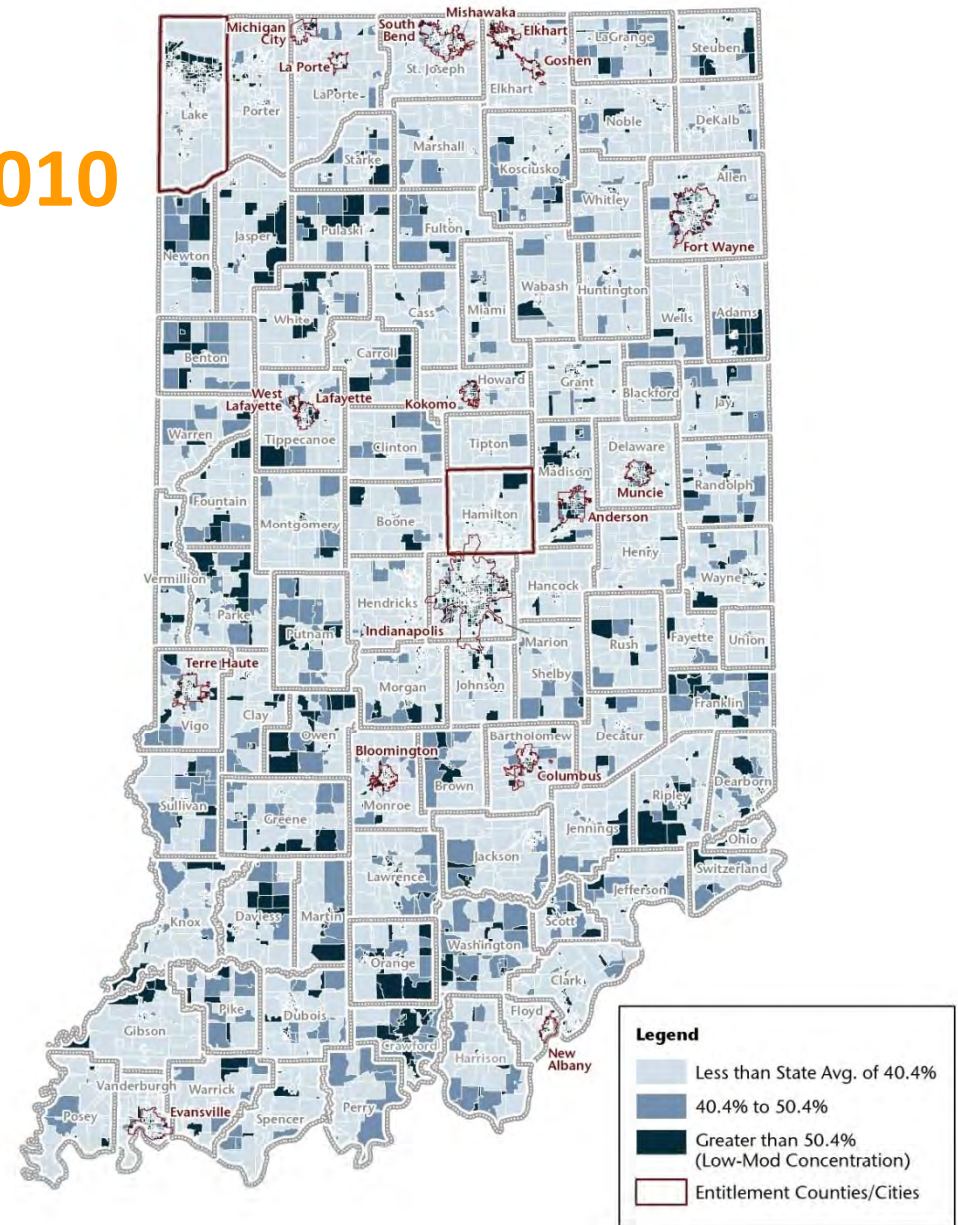 010
Michigan
City
South
Bend
Mishawaka
Elkhart
Goshen
La Porte
LaPorte
St. Joseph
Elkhart
LaGrange
Steuben
Lake
Porter
Noble
DeKalb
Starke
Marshall
Kosciusko
Whitley
Allen
Fort Wayne
Newton
Jasper
Pulaski
Fulton
White
Cass
Miami
Wabash
Huntington
Wells
Adams
Benton
Carroll
Howard
Kokomo
Grant
Blackford
Jay
West
Lafayette
Lafayette
Tippecanoe
Warren
Clinton
Tipton
Madison
Delaware
Muncie
Randolph
Fountain
Montgomery
Boone
Hamilton
Anderson
Henry
Vermillion
Parke
Putnam
Hendricks
Indianapolis
Hancock
Marion
Wayne
Rush
Fayette
Union
Terre Haute
Vigo
Clay
Owen
Morgan
Johnson
Shelby
Decatur
Franklin
Bloomington
Monroe
Brown
Bartholomew
Columbus
Sullivan
Greene
Jennings
Ripley
Dearborn
Ohio
Switzerland
Lawrence
Jackson
Jefferson
Scott
Knox
Daviess
Martin
Orange
Washington
Clark
Floyd
New
Albany
Gibson
Pike
Dubois
Crawford
Harrison
Posey
Vanderburgh
Evansville
Warrick
Spencer
Perry
Legend
Less than State Avg. of 40.4%
40.4% to 50.4%
Greater than 50.4%
(Low-Mod Concentration)
Entitlement Counties/Cities